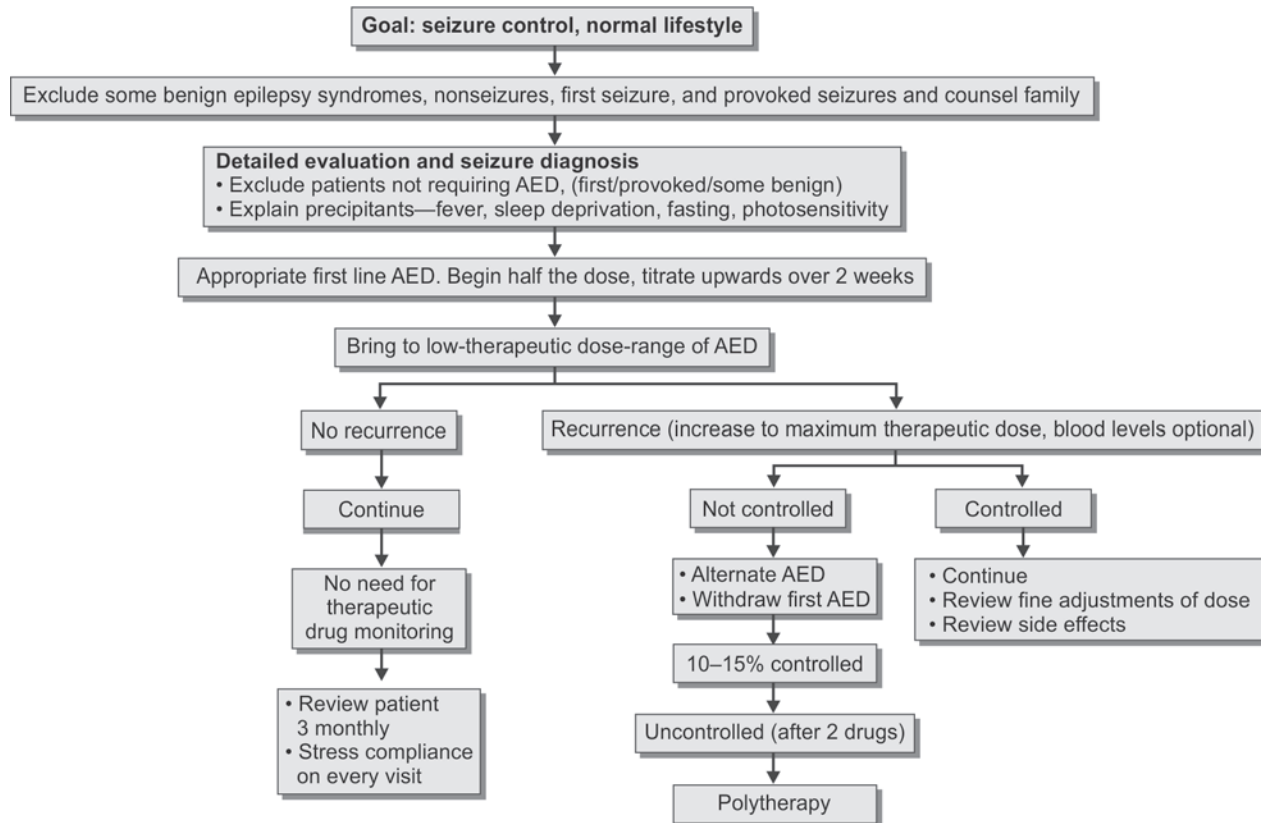 Goal: seizure control, normal lifestyle
Exclude some benign epilepsy syndromes, nonseizures, first seizure, and provoked seizures and counsel family
Detailed evaluation and seizure diagnosis
• Exclude patients not requiring AED, (first/provoked/some benign)
• Explain precipitants—fever, sleep deprivation, fasting, photosensitivity
Appropriate first line AED. Begin half the dose, titrate upwards over 2 weeks
Bring to low-therapeutic dose-range of AED
No recurrence
Continue
No need for
therapeutic
drug monitoring
• Review patient
3 monthly
• Stress compliance
on every visit
Recurrence (increase to maximum therapeutic dose, blood levels optional)
Not controlled
• Alternate AED
• Withdraw first AED
10–15% controlled
Uncontrolled (after 2 drugs)
Polytherapy
Controlled
• Continue
• Review fine adjustments of dose
• Review side effects